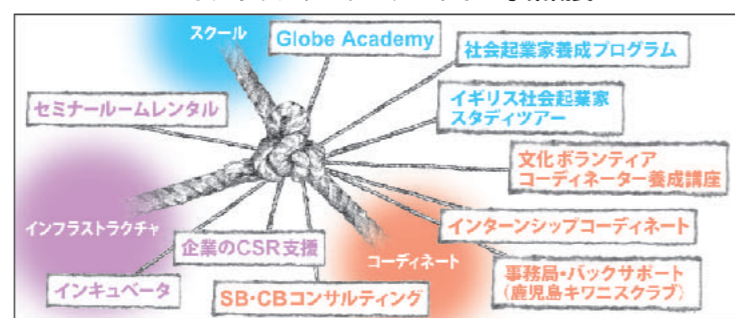 スクール
Globe Academy
社会起業家養成プログラム
セミナールームレンタル
イギリス社会起業家
スタディツアー
文化ボランティア
コーディネーター養成講座
インフラストラクチャ
企業のCSR支援
コーディネート
インターンシップコーディネート
インキュベータ
SB・CBコンサルティング
事務局・バックサポート
(鹿児島キワニスクラブ)